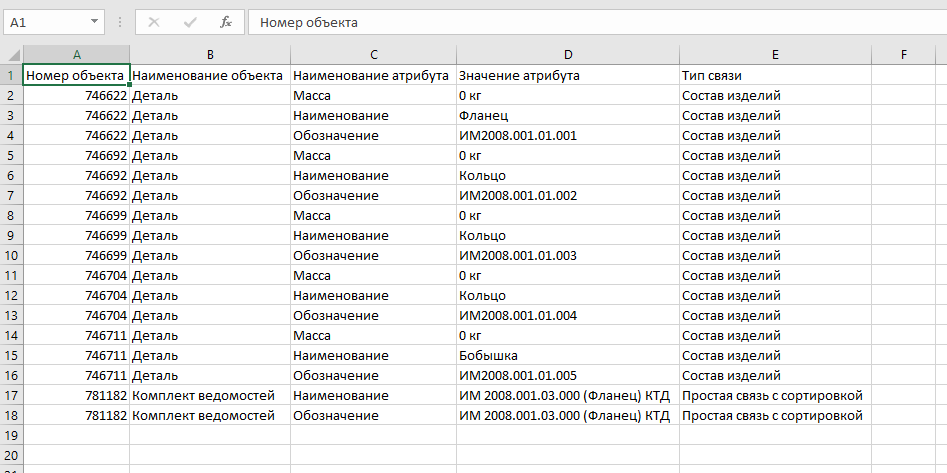 A1 fx Номер объекта
A B C D E F
1 Номер объекта Наименование объекта Наименование атрибута Значение атрибута Тип связи
2 746622 Деталь Масса 0 кг Состав изделий
3 746622 Деталь Наименование Фланец Состав изделий
4 746622 Деталь Обозначение ИМ2008.001.01.001 Состав изделий
5 746692 Деталь Масса 0 кг Состав изделий
6 746692 Деталь Наименование Кольцо Состав изделий
7 746692 Деталь Обозначение ИМ2008.001.01.002 Состав изделий
8 746699 Деталь Масса 0 кг Состав изделий
9 746699 Деталь Наименование Кольцо Состав изделий
10 746699 Деталь Обозначение ИМ2008.001.01.003 Состав изделий
11 746704 Деталь Масса 0 кг Состав изделий
12 746704 Деталь Наименование Кольцо Состав изделий
13 746704 Деталь Обозначение ИМ2008.001.01.004 Состав изделий
14 746711 Деталь Масса 0 кг Состав изделий
15 746711 Деталь Наименование Бобышка Состав изделий
16 746711 Деталь Обозначение ИМ2008.001.01.005 Состав изделий
17 781182 Комплект ведомостей Наименование ИМ 2008.001.03.000 (Фланец) КТД Простая связь с сортировкой
18 781182 Комплект ведомостей Обозначение ИМ 2008.001.03.000 (Фланец) КТД Простая связь с сортировкой
19
20